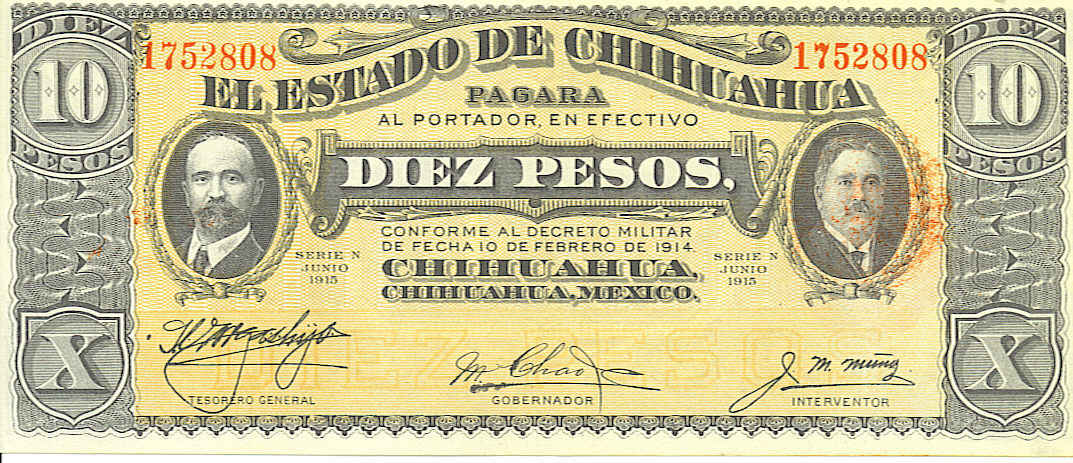 DIEZ
10
PESOS
1752808
EL ESTADO DE CHIHUAHUA
1752808
DIEZ
10
PESOS
PAGARA
AL PORTADOR, EN EFECTIVO
DIEZ PESOS,
CONFORME AL DECRETO MILITAR
DE FECHA 10 DE FEBRERO DE 1914.
CHIHUAHUA,
CHIHUAHUA, MEXICO.
SERIE N
JUNIO
1915
SERIE N
JUNIO
1915
DIEZ PESOS
X
TESORERO GENERAL
M Chao
GOBERNADOR
J. M. Muñz.
INTERVENTOR
X